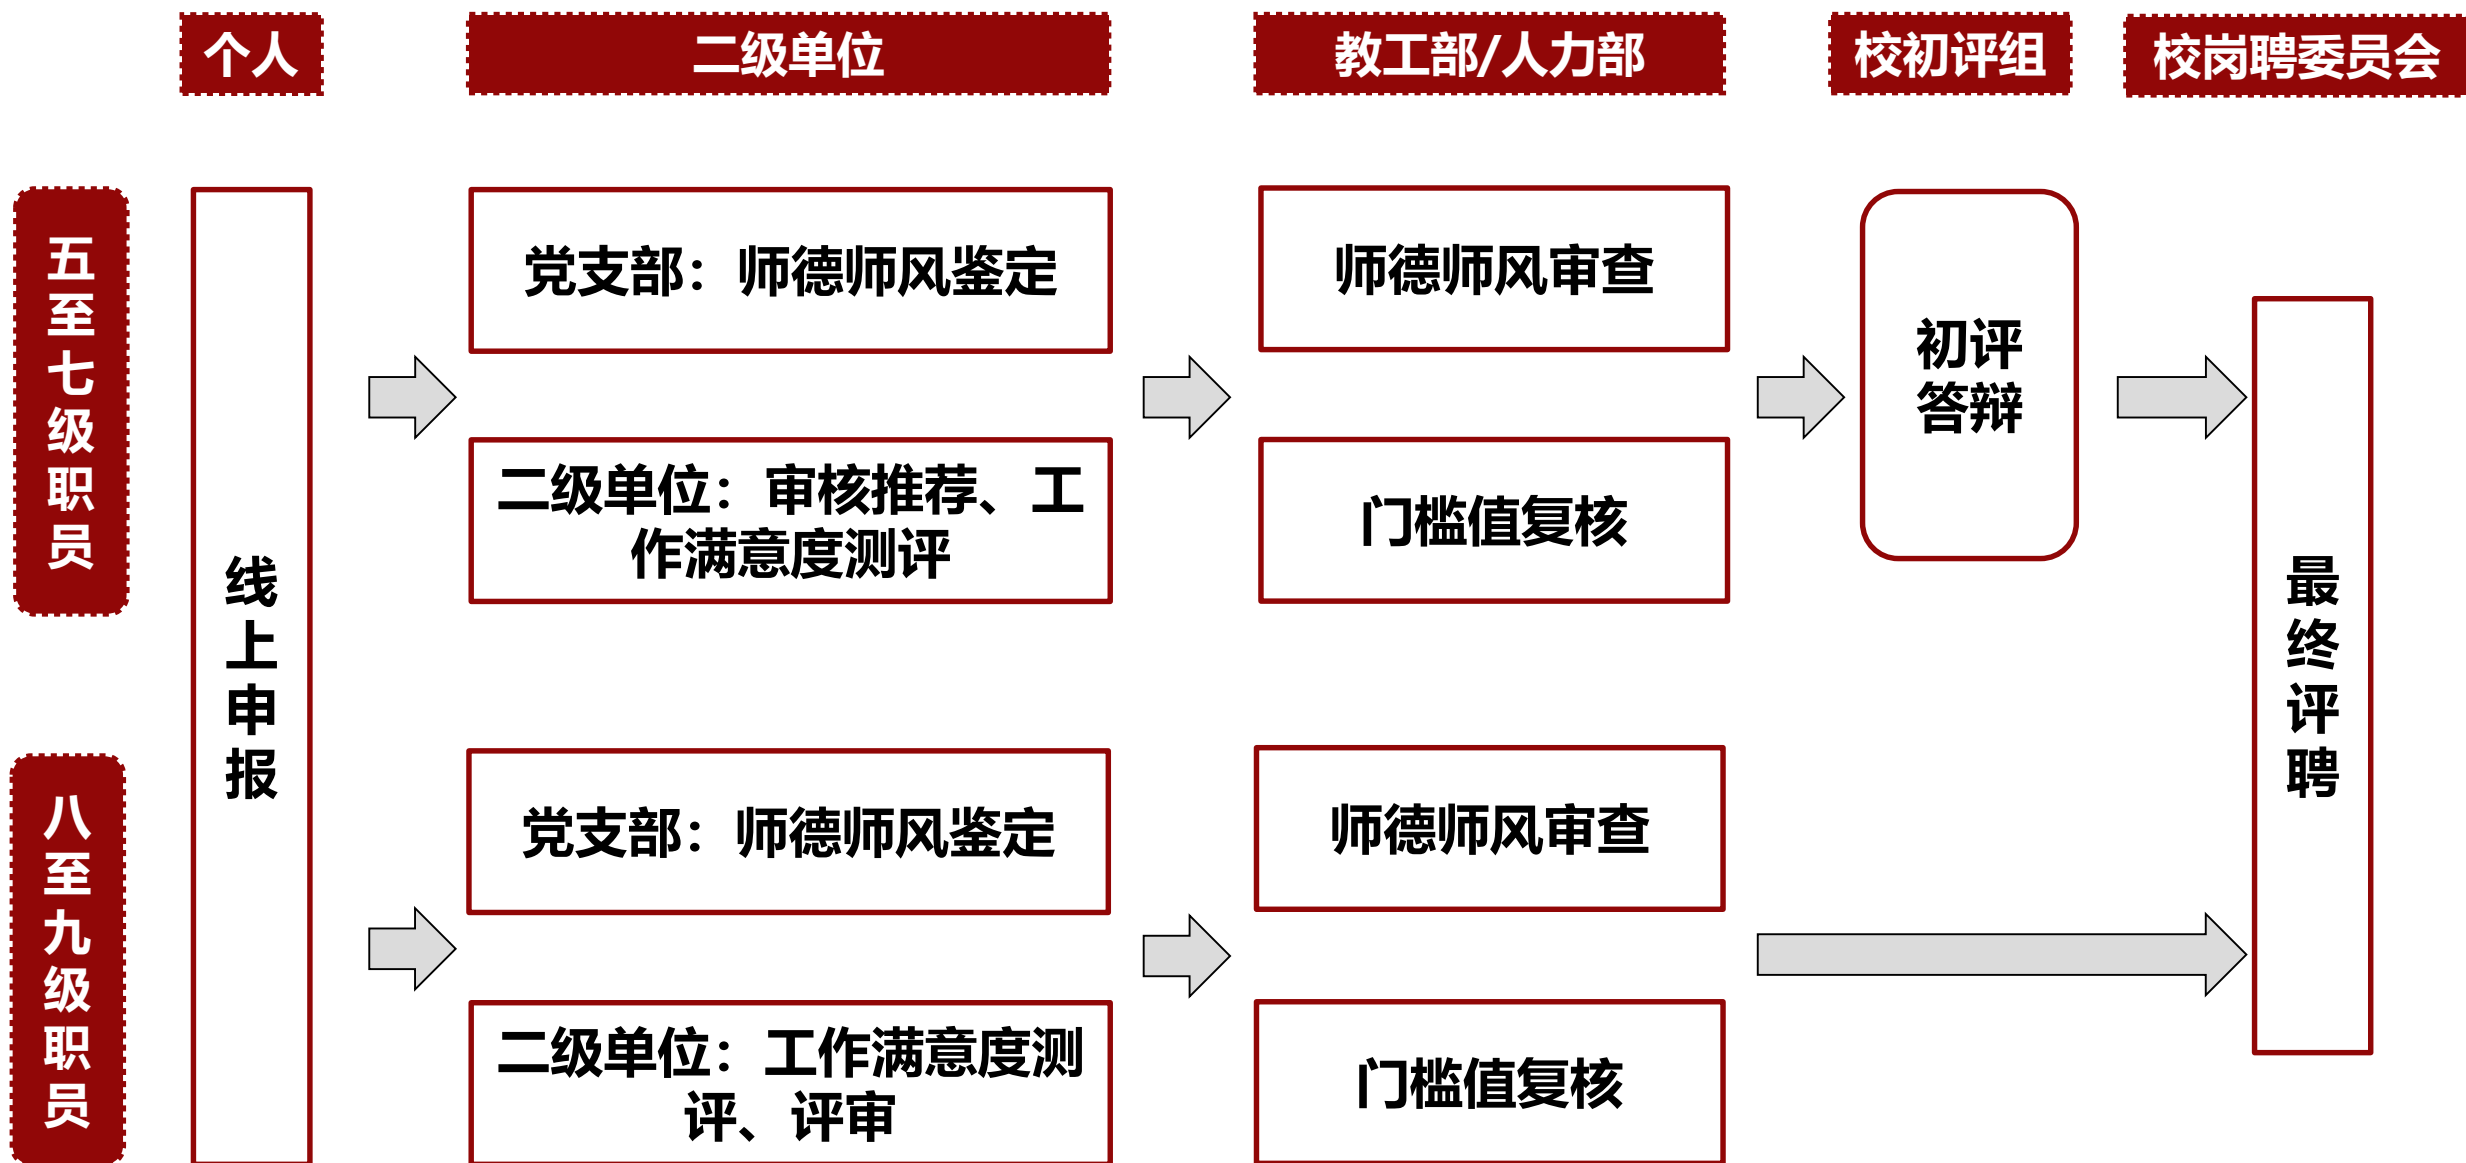 个人
二级单位
教工部/人力部
校初评组
校岗聘委员会
五至七级职员
线上申报
党支部：师德师风鉴定
二级单位：审核推荐、工
作满意度测评
师德师风审查
门槛值复核
初评
答辩
最终评聘
八至九级职员
党支部：师德师风鉴定
二级单位：工作满意度测
评、评审
师德师风审查
门槛值复核